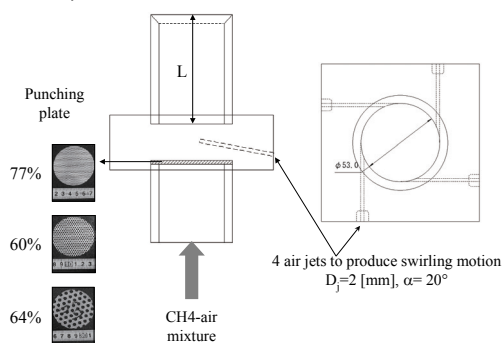 L
Punching
plate
77%
60%
64%
CH4-air
mixture
φ53.0
4 air jets to produce swirling motion
Dj=2 [mm], α= 20°